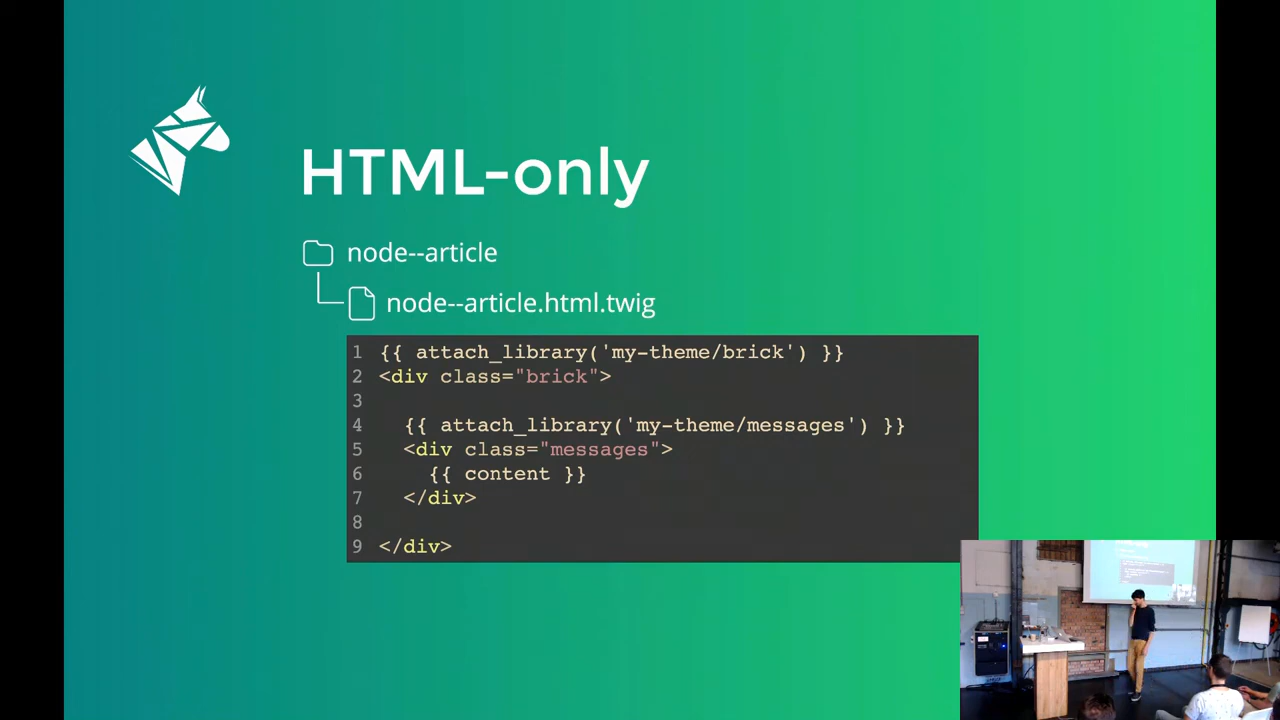 HTML-only
node--article
node--article.html.twig
1 {{ attach_library('my-theme/brick') }}
2 <div class="brick">
3
4 {{ attach_library('my-theme/messages') }}
5 <div class="messages">
6 {{ content }}
7 </div>
8
9 </div>